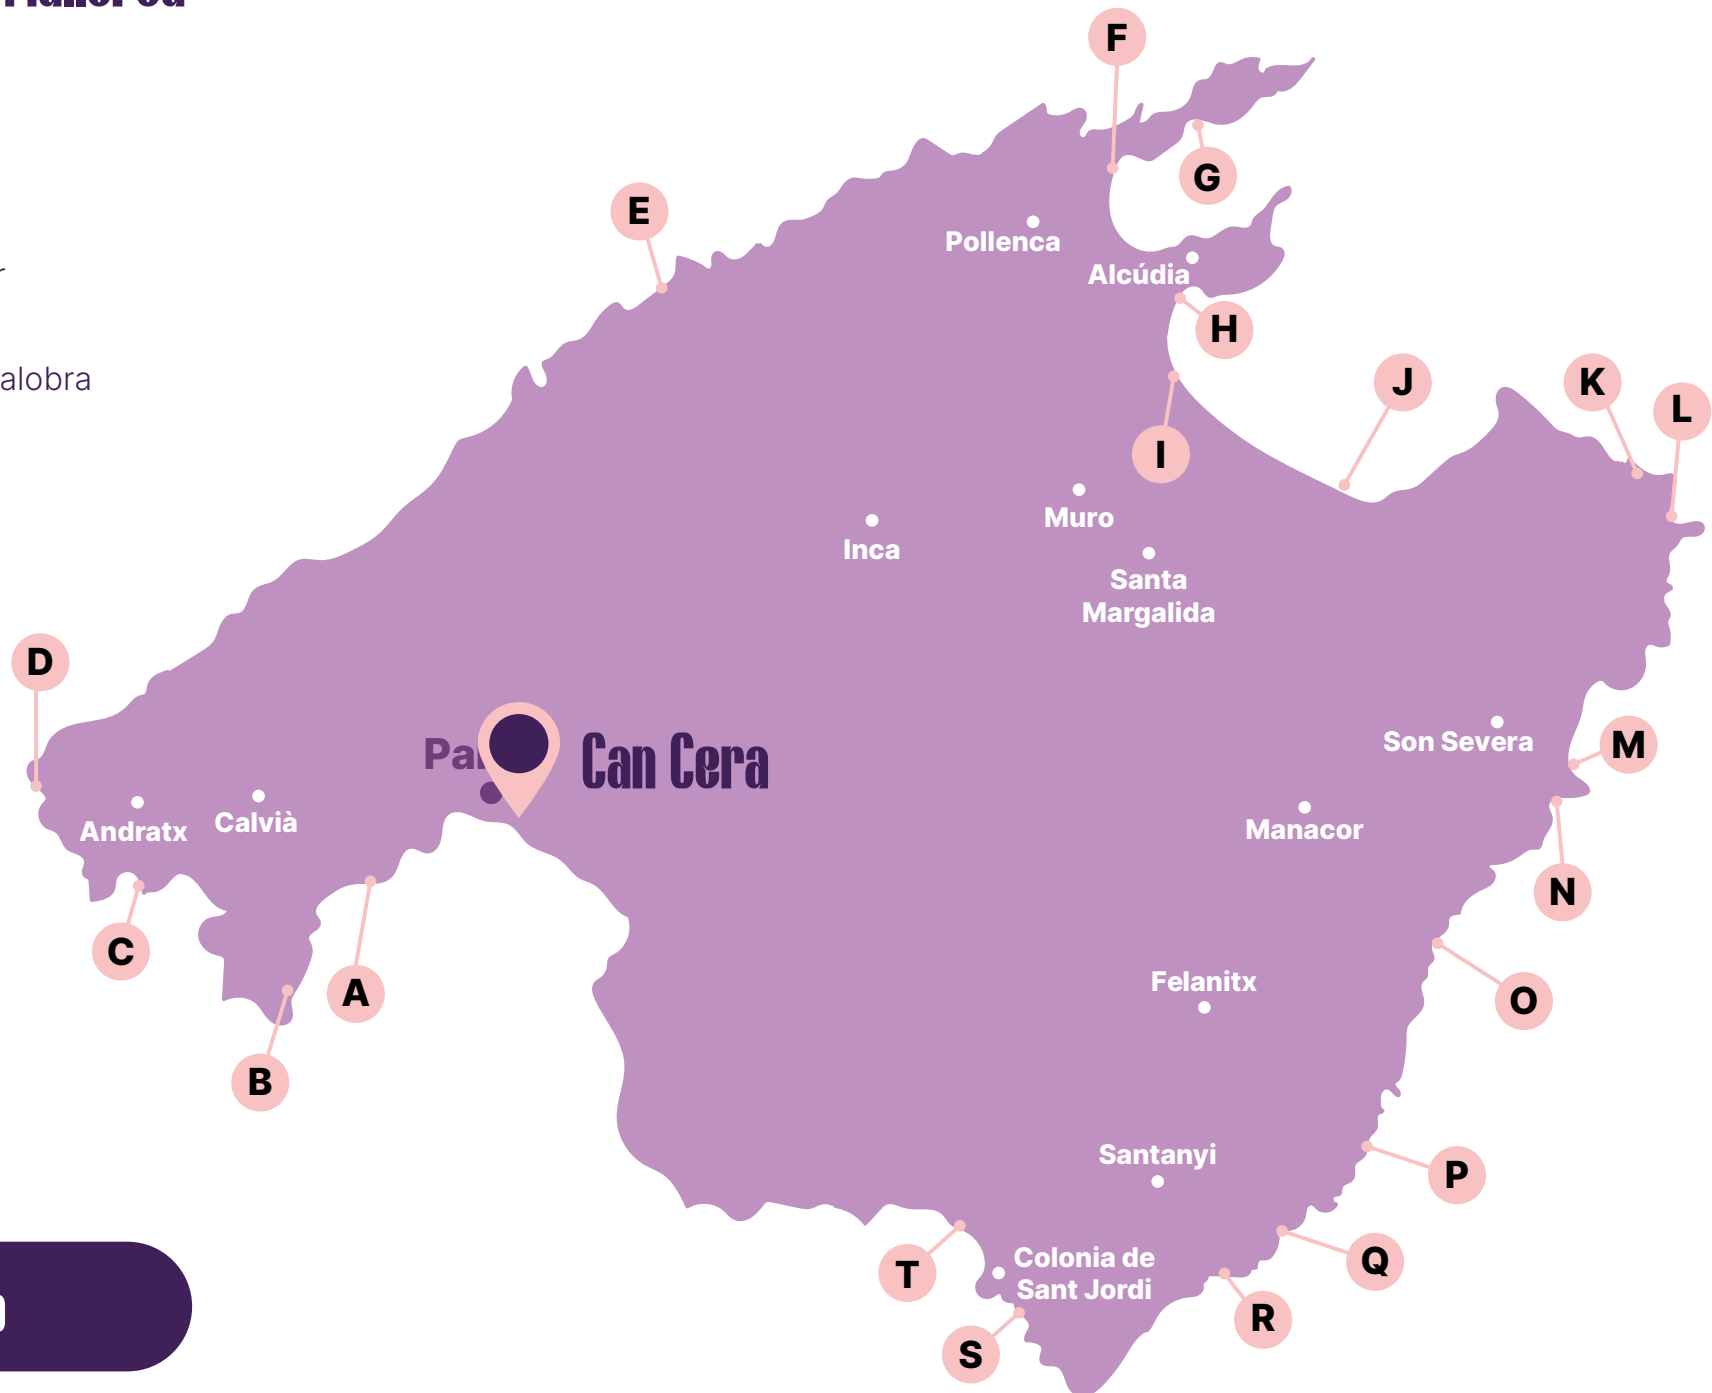 F
G
E
Pollenca
Alcúdia
H
alobra
J
K
L
I
Muro
Inca
Santa
Margalida
D
Son Severa
M
Can Cera
Andratx
Calvià
Manacor
N
C
A
Felanitx
O
B
Santanyi
P
T
Colonia de
Sant Jordi
Q
R
S